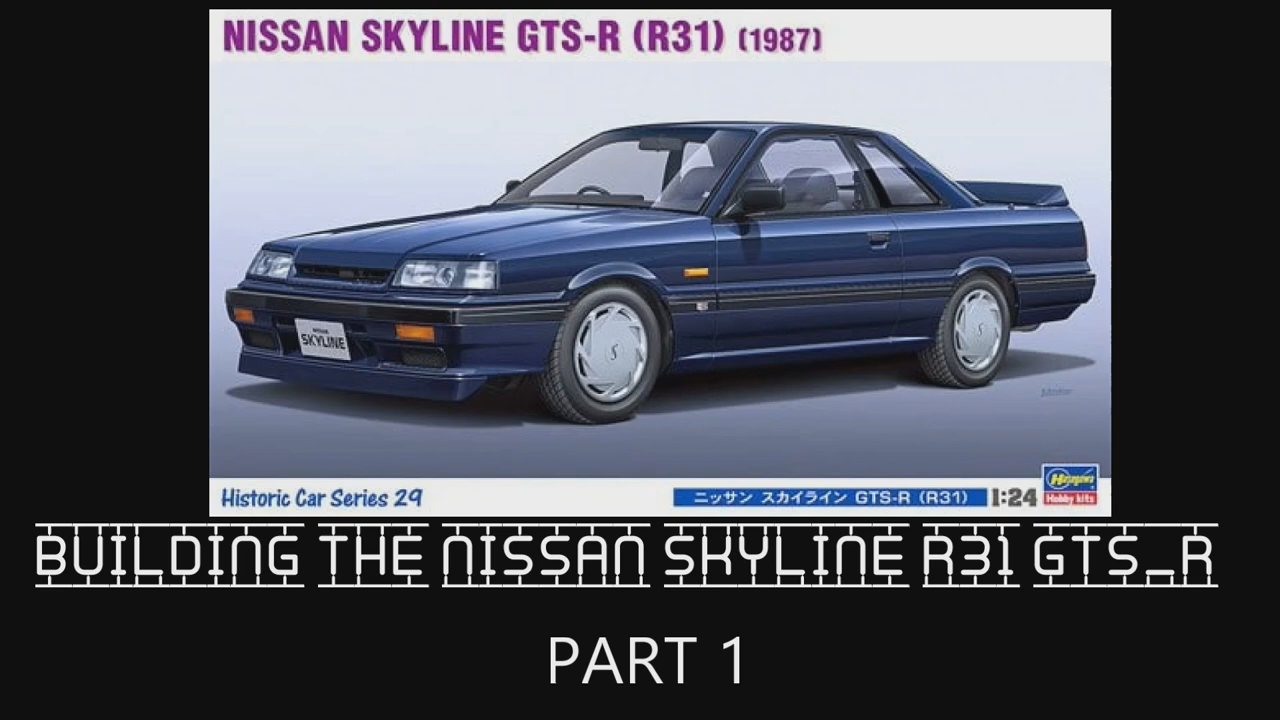 NISSAN SKYLINE GTS-R (R31) (1987)
NISSAN
SKYLINE
S
S
Historic Car Series 29
ニッサン スカイライン GTS-R (R31)
1:24
Hasegawa
Hobby kits
BUILDING THE NISSAN SKYLINE R31 GTS_R
PART 1